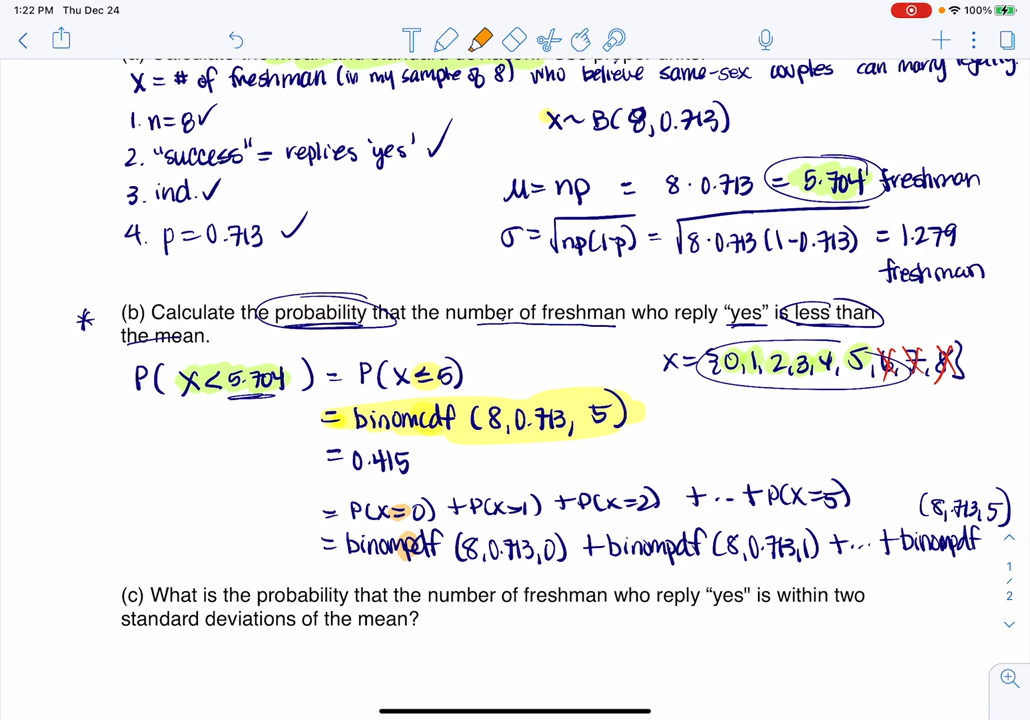 1:22 PM Thu Dec 24
100%
X = # of freshman (in my sample of 8) who believe same-sex couples can marry legally.
1. n=8✓
X~B(8,0.713)
2. "success" = replies 'yes' ✓
3. ind.✓
μ = np = 8·0.713 = 5.704 freshman
4. p=0.713 ✓
σ=√np(1-p) = √8·0.713(1-0.713) = 1.279
freshman
* (b) Calculate the probability that the number of freshman who reply “yes” is less than
the mean.
P( X<5.704 ) = P(X≤5)
X={0,1,2,3,4,5,6,7,8}
= binomcdf (8,0.713, 5)
= 0.415
= P(X=0) +P(X=1) +P(X=2) +...+P(X=5)
(8,.713,5)
= binompdf (8,0.713,0) +binompdf (8,0.713,1) +... +binompdf
(c) What is the probability that the number of freshman who reply “yes" is within two
standard deviations of the mean?
1
/
2